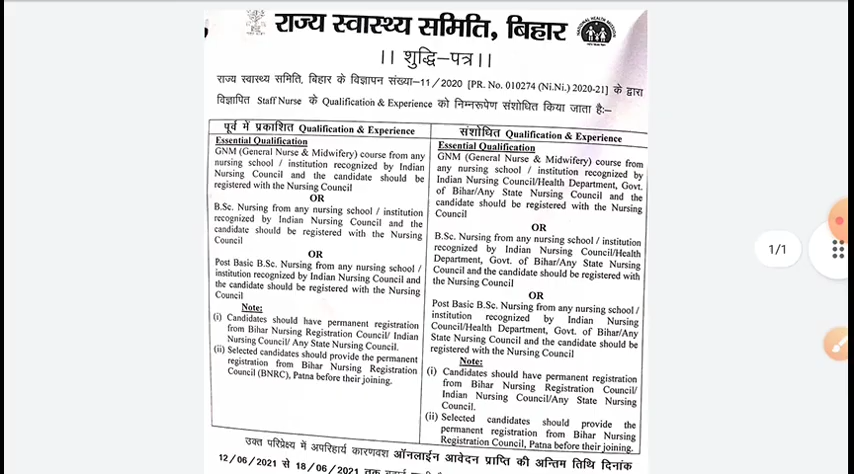 राज्य स्वास्थ्य समिति, बिहार
।। शुद्धि–पत्र।।
राज्य स्वास्थ्य समिति, बिहार के विज्ञापन संख्या–11/2020 [PR. No. 010274 (Ni.Ni.) 2020-21] के द्वारा
विज्ञापित Staff Nurse के Qualification & Experience को निम्नरूपेण संशोधित किया जाता है:–
पूर्व में प्रकाशित Qualification & Experience
Essential Qualification
GNM (General Nurse & Midwifery) course from any
nursing school / institution recognized by Indian
Nursing Council and the candidate should be
registered with the Nursing Council
OR
B.Sc. Nursing from any nursing school / institution
recognized by Indian Nursing Council and the
candidate should be registered with the Nursing
Council
OR
Post Basic B.Sc. Nursing from any nursing school /
institution recognized by Indian Nursing Council and
the candidate should be registered with the Nursing
Council
Note:
(i) Candidates should have permanent registration
from Bihar Nursing Registration Council/ Indian
Nursing Council/ Any State Nursing Council.
(ii) Selected candidates should provide the permanent
registration from Bihar Nursing Registration
Council (BNRC), Patna before their joining.
संशोधित Qualification & Experience
Essential Qualification
GNM (General Nurse & Midwifery) course from
any nursing school / institution recognized by
Indian Nursing Council/Health Department, Govt.
of Bihar/Any State Nursing Council and the
candidate should be registered with the Nursing
Council
OR
B.Sc. Nursing from any nursing school / institution
recognized by Indian Nursing Council/Health
Department, Govt. of Bihar/Any State Nursing
Council and the candidate should be registered with
the Nursing Council
OR
Post Basic B.Sc. Nursing from any nursing school /
institution recognized by Indian Nursing
Council/Health Department, Govt. of Bihar/Any
State Nursing Council and the candidate should be
registered with the Nursing Council
Note:
(i) Candidates should have permanent registration
from Bihar Nursing Registration Council/
Indian Nursing Council/Any State Nursing
Council.
(ii) Selected candidates should provide the
permanent registration from Bihar Nursing
Registration Council, Patna before their joining.
उक्त परिप्रेक्ष्य में अपरिहार्य कारणवश ऑनलाईन आवेदन प्राप्ति की अन्तिम तिथि दिनांक
12/06/2021 से 18/06/2021 तक
1/1